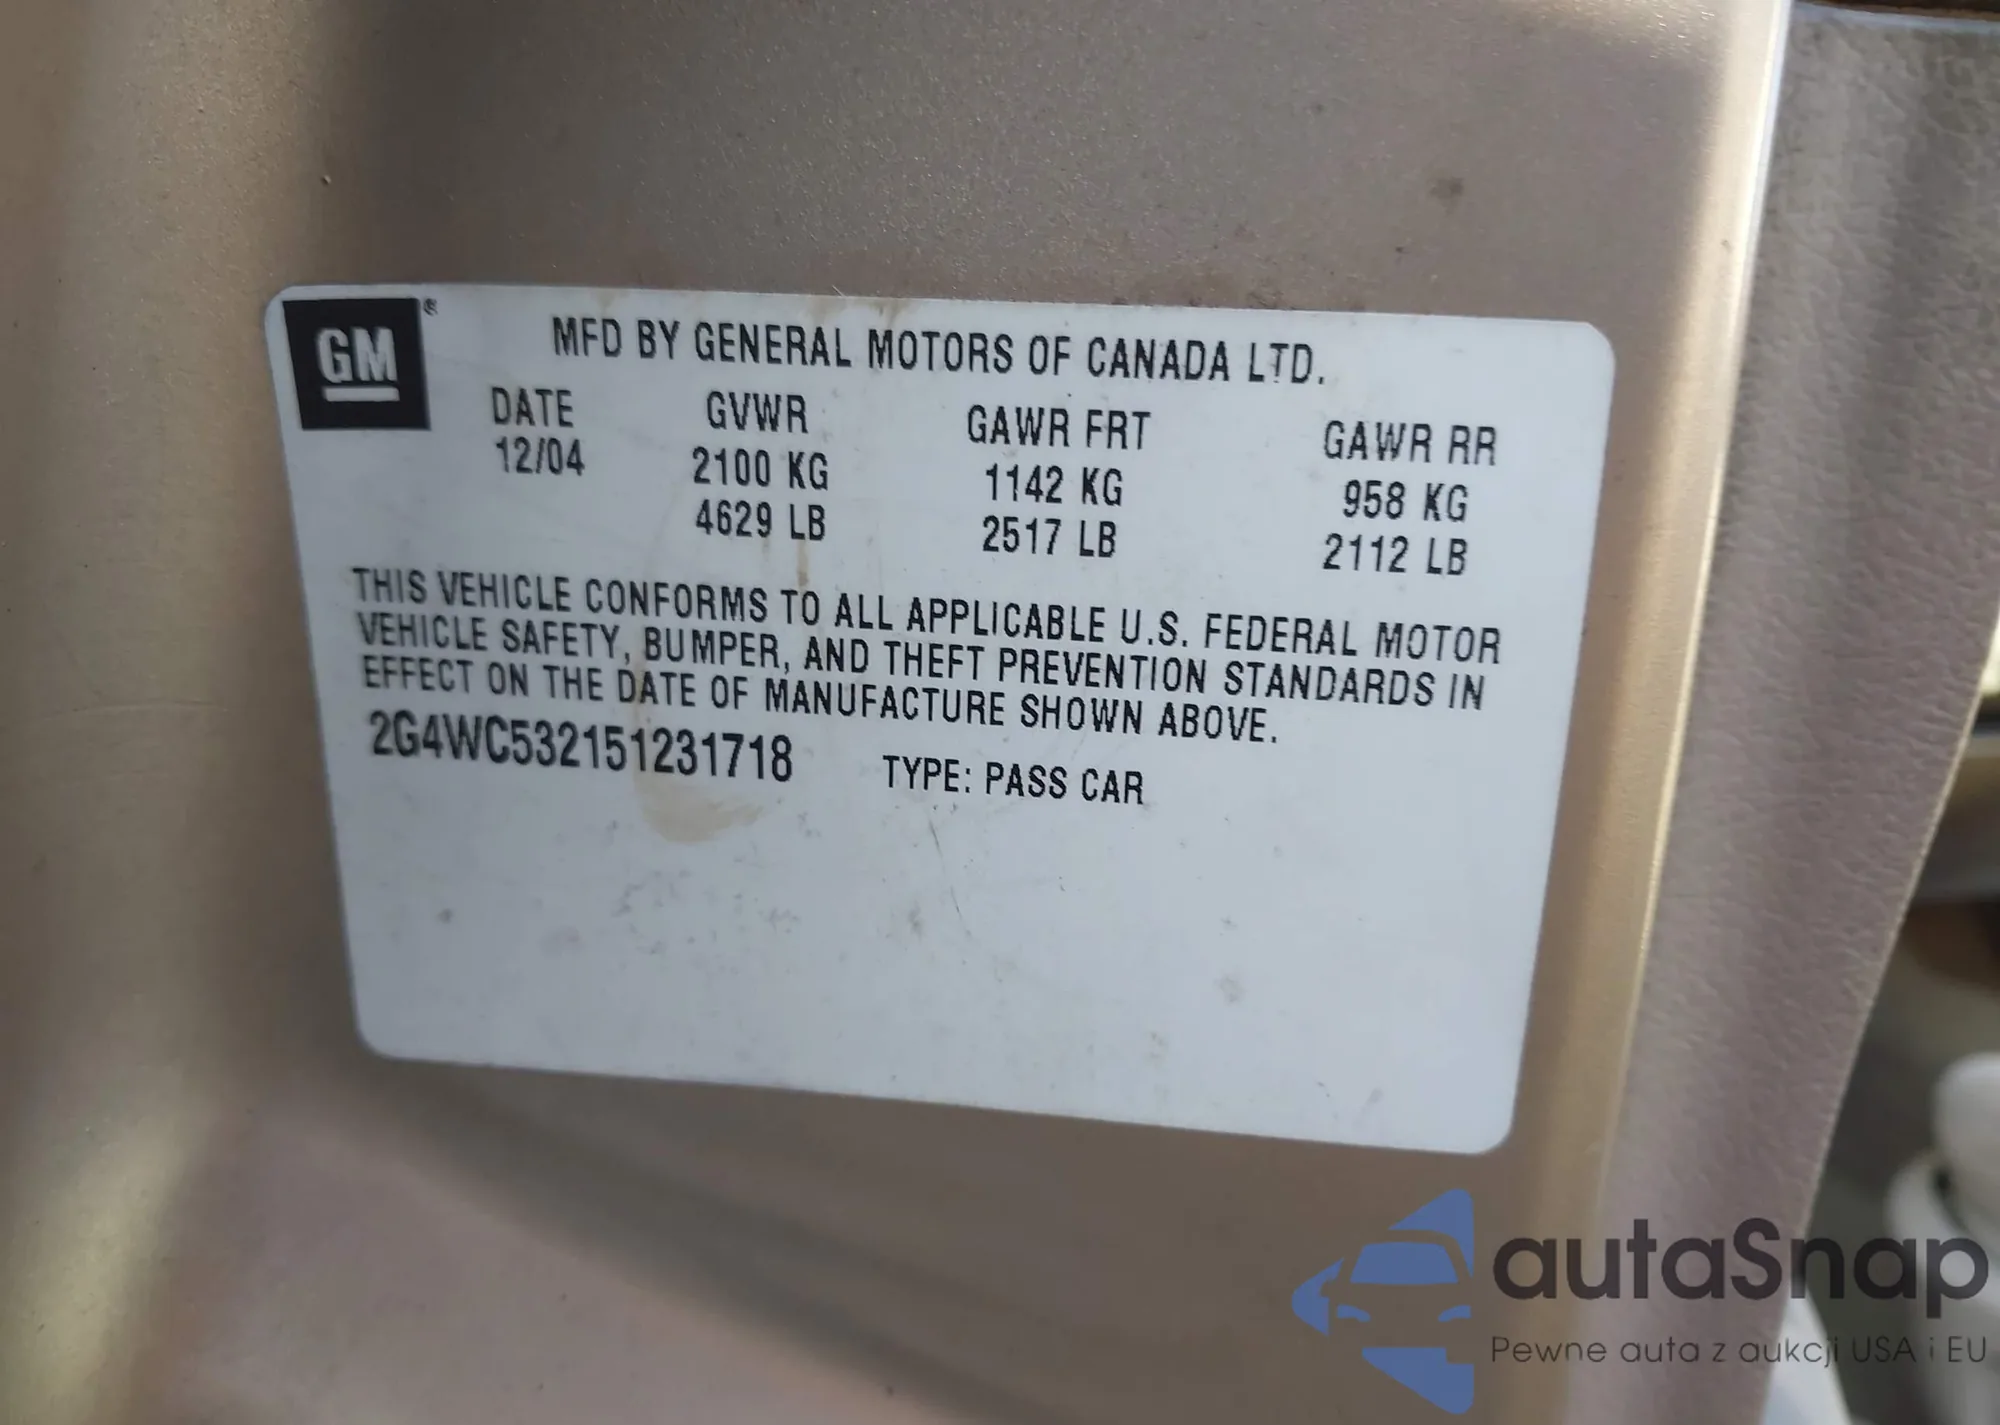 GM®
MFD BY GENERAL MOTORS OF CANADA LTD.
DATE GVWR GAWR FRT GAWR RR
12/04 2100 KG 1142 KG 958 KG
4629 LB 2517 LB 2112 LB
THIS VEHICLE CONFORMS TO ALL APPLICABLE U.S. FEDERAL MOTOR
VEHICLE SAFETY, BUMPER, AND THEFT PREVENTION STANDARDS IN
EFFECT ON THE DATE OF MANUFACTURE SHOWN ABOVE.
2G4WC532151231718 TYPE: PASS CAR
autaSnap
Pewne auta z aukcji USA i EU